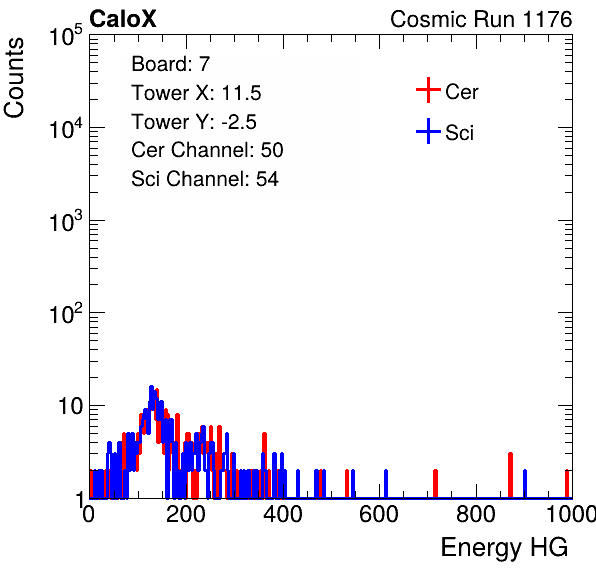 CaloX
Cosmic Run 1176
Counts
10^5
10^4
10^3
10^2
10
1
Board: 7
Tower X: 11.5
Tower Y: -2.5
Cer Channel: 50
Sci Channel: 54
Cer
Sci
0 200 400 600 800 1000
Energy HG